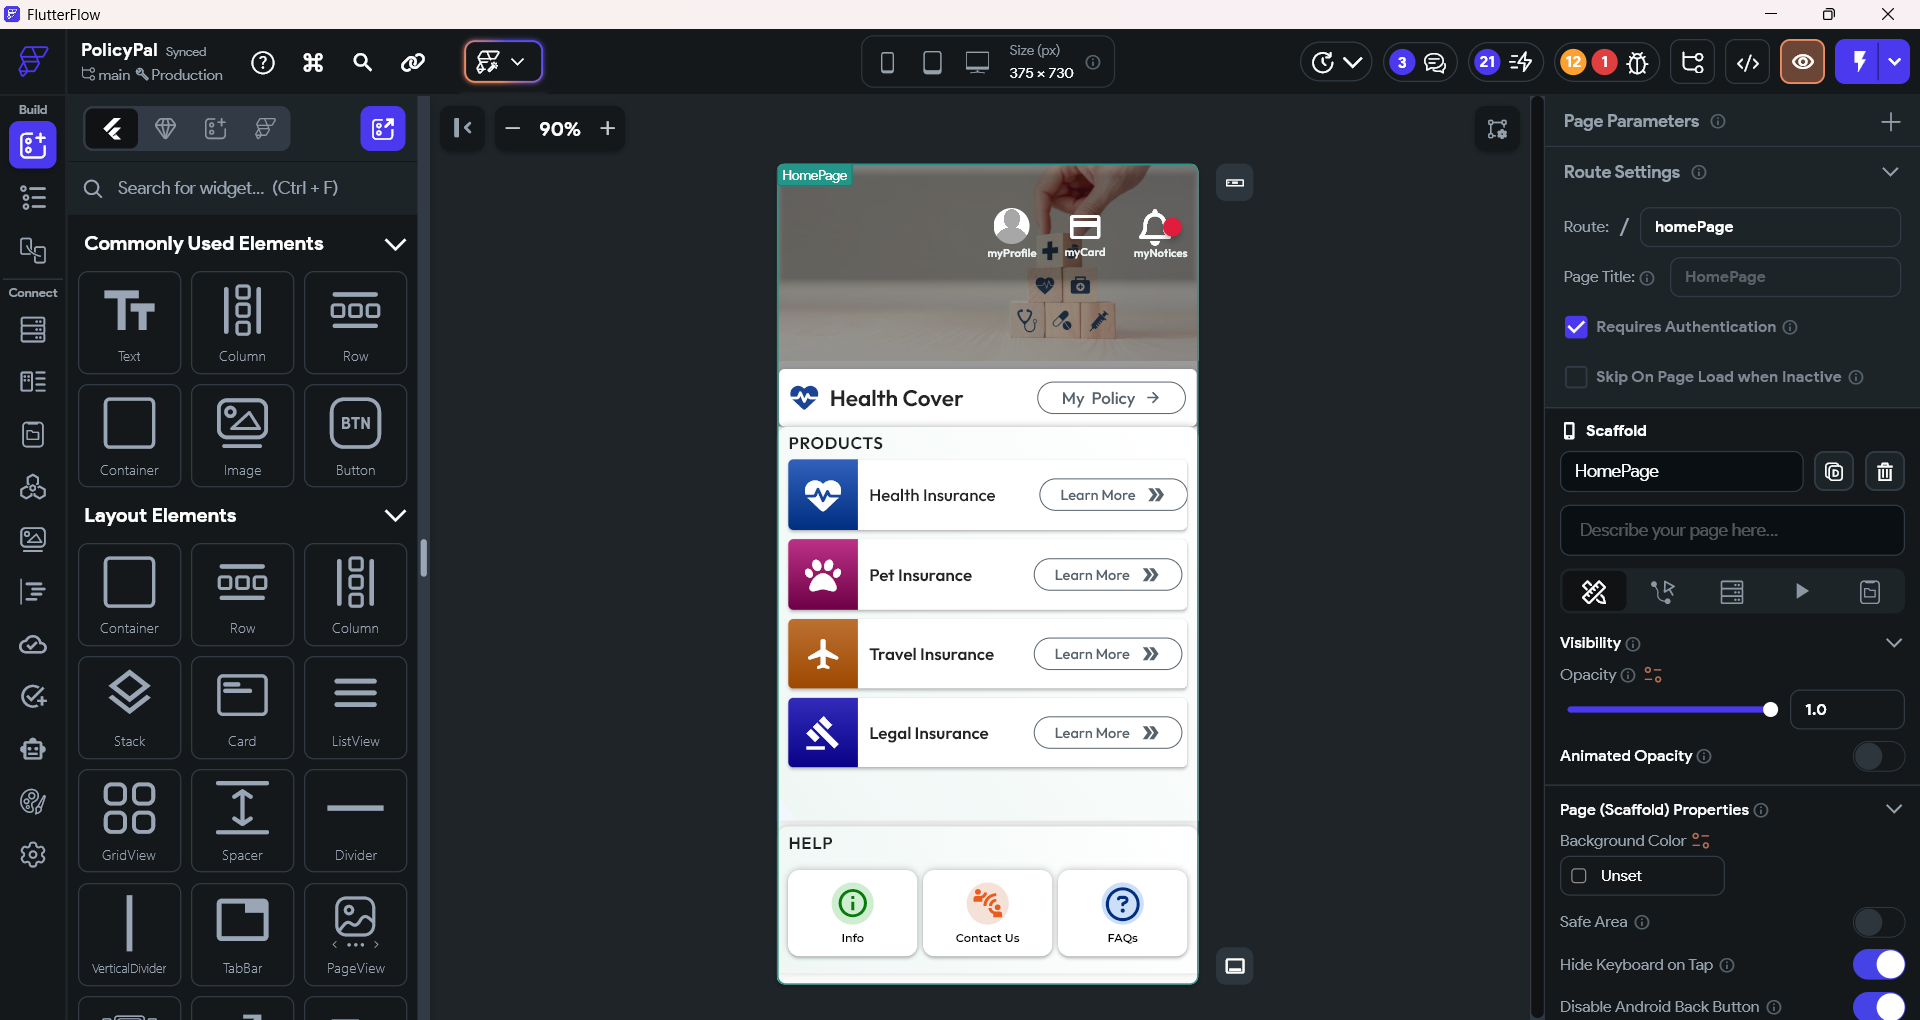 FlutterFlow
PolicyPal Synced
main Production
Size (px)
375 × 730
3
21
12 1
Build
Connect
Search for widget... (Ctrl + F)
Commonly Used Elements
Text Column Row
BTN
Container Image Button
Layout Elements
Container Row Column
Stack Card ListView
GridView Spacer Divider
VerticalDivider TabBar PageView
90%
HomePage
myProfile myCard myNotices
Health Cover My Policy
PRODUCTS
Health Insurance Learn More
Pet Insurance Learn More
Travel Insurance Learn More
Legal Insurance Learn More
HELP
Info Contact Us FAQs
Page Parameters
Route Settings
Route: / homePage
Page Title: HomePage
Requires Authentication
Skip On Page Load when Inactive
Scaffold
HomePage
Describe your page here...
Visibility
Opacity
1.0
Animated Opacity
Page (Scaffold) Properties
Background Color
Unset
Safe Area
Hide Keyboard on Tap
Disable Android Back Button